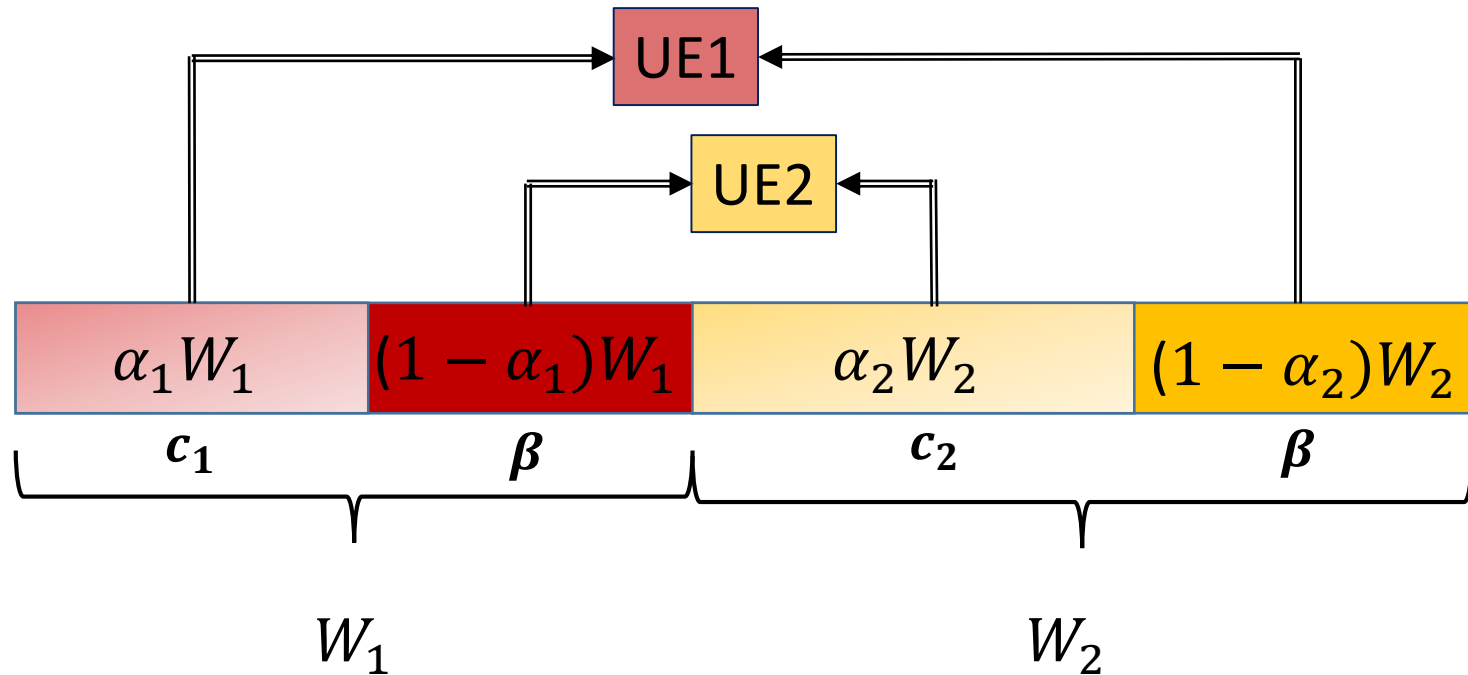 UE1
UE2
α₁W₁ (1 − α₁)W₁ α₂W₂ (1 − α₂)W₂
c₁ β c₂ β
W₁ W₂